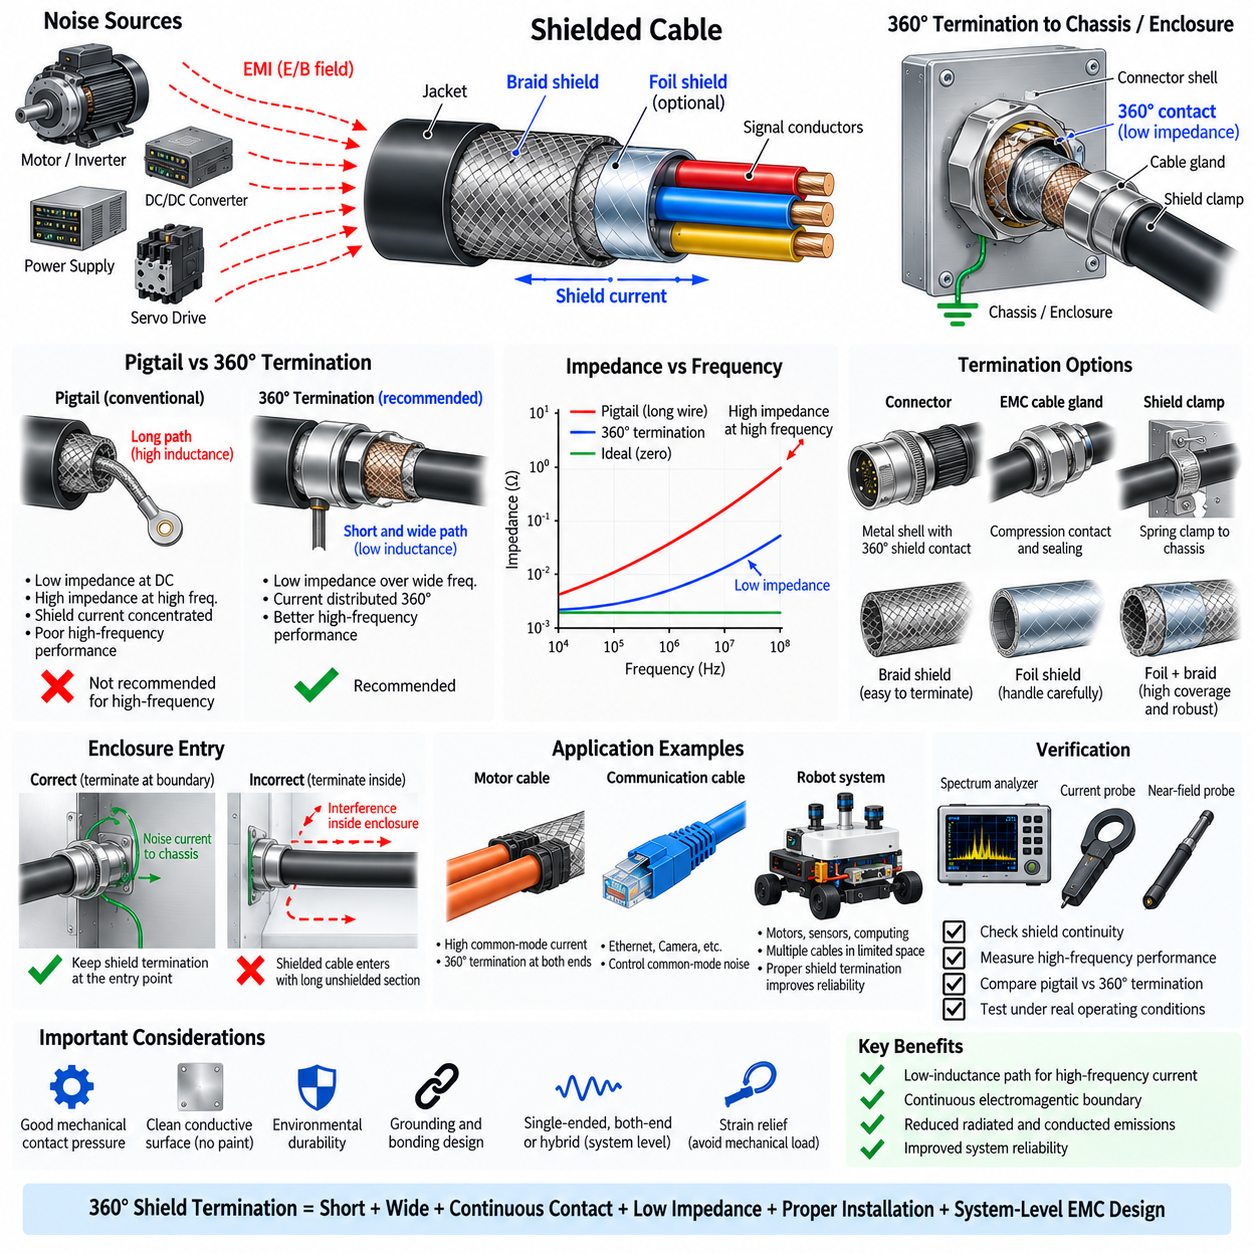 Noise Sources
Motor / Inverter
DC/DC Converter
Power Supply
Servo Drive
EMI (E/B field)
Shielded Cable
Jacket
Braid shield
Foil shield
(optional)
Signal conductors
Shield current
360° Termination to Chassis / Enclosure
Connector shell
360° contact
(low impedance)
Cable gland
Shield clamp
Chassis / Enclosure
Pigtail vs 360° Termination
Pigtail (conventional)
Long path
(high inductance)
• Low impedance at DC
• High impedance at high freq.
• Shield current concentrated
• Poor high-frequency
performance
Not recommended
for high-frequency
360° Termination (recommended)
Short and wide path
(low inductance)
• Low impedance over wide freq.
• Current distributed 360°
• Better high-frequency
performance
Recommended
Impedance vs Frequency
Pigtail (long wire)
360° termination
Ideal (zero)
High impedance
at high frequency
Low impedance
Impedance (Ω)
10¹
10⁰
10⁻¹
10⁻²
10⁻³
10⁴ 10⁵ 10⁶ 10⁷ 10⁸
Frequency (Hz)
Termination Options
Connector
Metal shell with
360° shield contact
EMC cable gland
Compression contact
and sealing
Shield clamp
Spring clamp to
chassis
Braid shield
(easy to terminate)
Foil shield
(handle carefully)
Foil + braid
(high coverage
and robust)
Enclosure Entry
Correct (terminate at boundary)
Noise current
to chassis
Keep shield termination
at the entry point
Incorrect (terminate inside)
Interference
inside enclosure
Shielded cable enters
with long unshielded section
Application Examples
Motor cable
• High common-mode current
• 360° termination at both ends
Communication cable
• Ethernet, Camera, etc.
• Control common-mode noise
Robot system
• Motors, sensors, computing
• Multiple cables in limited space
• Proper shield termination
improves reliability
Verification
Spectrum analyzer
Current probe
Near-field probe
Check shield continuity
Measure high-frequency performance
Compare pigtail vs 360° termination
Test under real operating conditions
Important Considerations
Good mechanical
contact pressure
Clean conductive
surface (no paint)
Environmental
durability
Grounding and
bonding design
Single-ended, both-end
or hybrid (system level)
Strain relief
(avoid mechanical load)
Key Benefits
Low-inductance path for high-frequency current
Continuous electromagentic boundary
Reduced radiated and conducted emissions
Improved system reliability
360° Shield Termination = Short + Wide + Continuous Contact + Low Impedance + Proper Installation + System-Level EMC Design